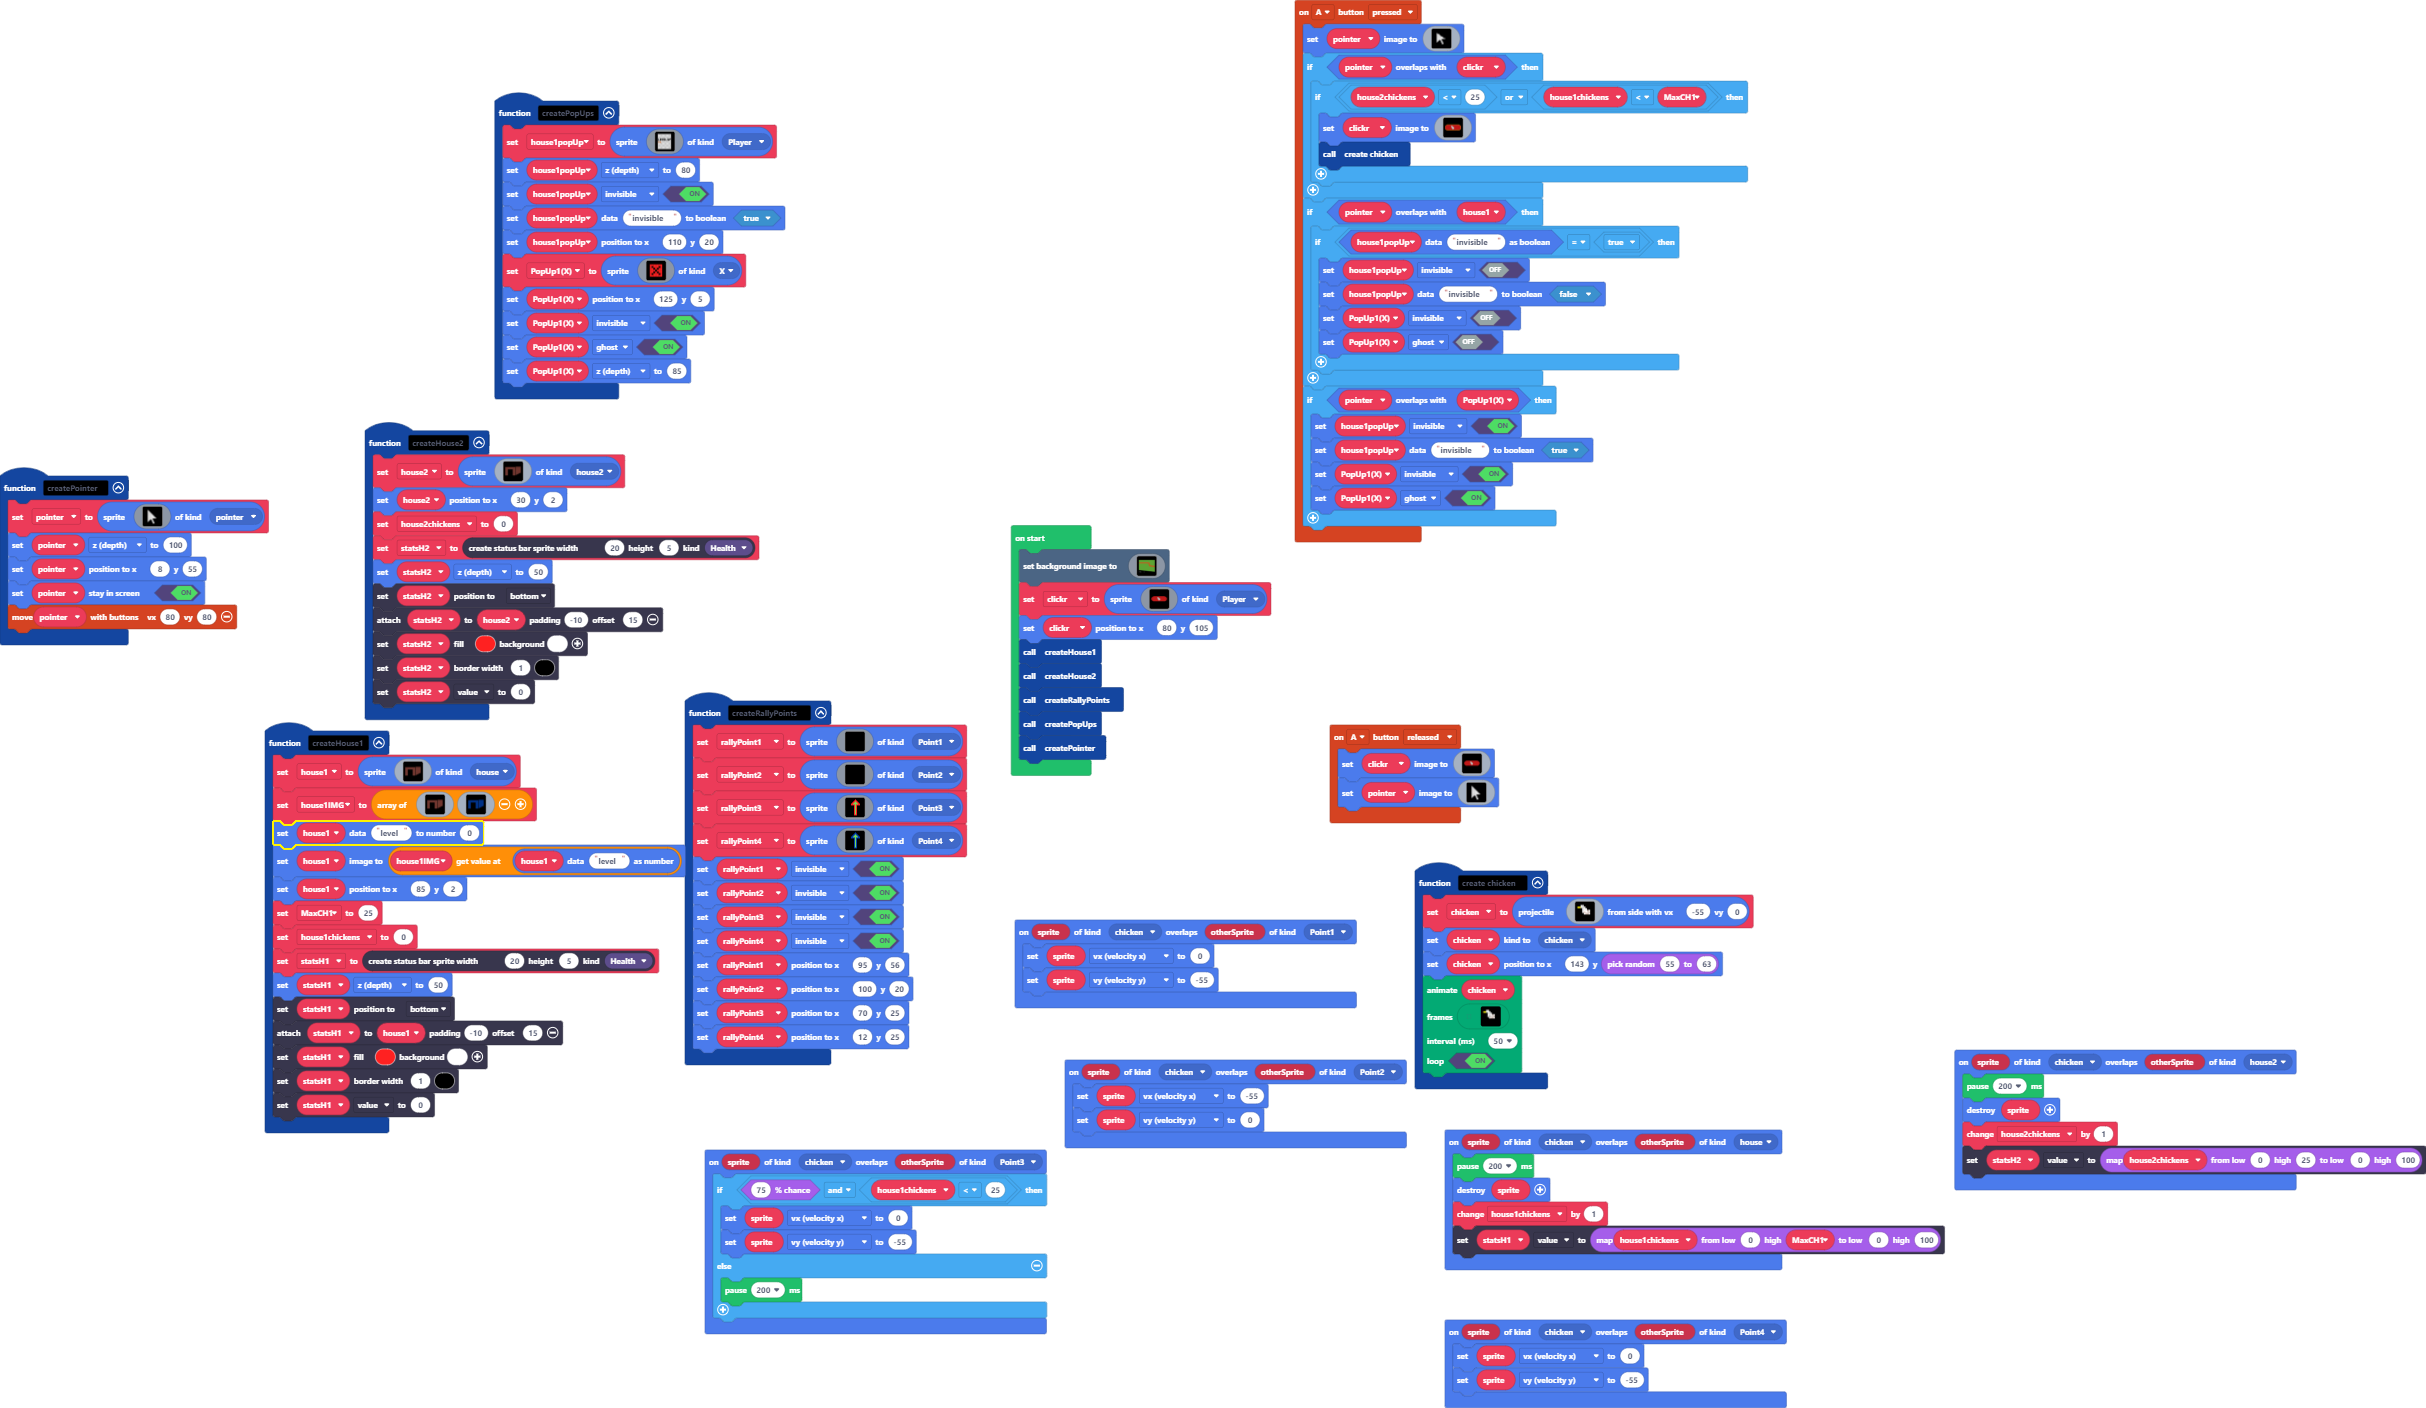 function createPopUps
set house1popUp to sprite of kind Player
set house1popUp z (depth) to 80
set house1popUp invisible ON
set house1popUp data "invisible" to boolean true
set house1popUp position to x 110 y 20
set PopUp1(X) to sprite of kind X
set PopUp1(X) position to x 125 y 5
set PopUp1(X) invisible ON
set PopUp1(X) ghost ON
set PopUp1(X) z (depth) to 85
function createHouse2
set house2 to sprite of kind house2
set house2 position to x 30 y 2
set house2chickens to 0
set statsH2 to create status bar sprite width 20 height 5 kind Health
set statsH2 z (depth) to 50
set statsH2 position to bottom
attach statsH2 to house2 padding -10 offset 15
set statsH2 fill background
set statsH2 border width 1
set statsH2 value to 0
function createPointer
set pointer to sprite of kind pointer
set pointer z (depth) to 100
set pointer position to x 8 y 55
set pointer stay in screen ON
move pointer with buttons vx 80 vy 80
function createHouse1
set house1 to sprite of kind house
set house1IMG to array of
set house1 data "level" to number 0
set house1 image to house1IMG get value at house1 data "level" as number
set house1 position to x 85 y 2
set MaxCH1 to 25
set house1chickens to 0
set statsH1 to create status bar sprite width 20 height 5 kind Health
set statsH1 z (depth) to 50
set statsH1 position to bottom
attach statsH1 to house1 padding -10 offset 15
set statsH1 fill background
set statsH1 border width 1
set statsH1 value to 0
function createRallyPoints
set rallyPoint1 to sprite of kind Point1
set rallyPoint2 to sprite of kind Point2
set rallyPoint3 to sprite of kind Point3
set rallyPoint4 to sprite of kind Point4
set rallyPoint1 invisible ON
set rallyPoint2 invisible ON
set rallyPoint3 invisible ON
set rallyPoint4 invisible ON
set rallyPoint1 position to x 95 y 56
set rallyPoint2 position to x 100 y 20
set rallyPoint3 position to x 70 y 25
set rallyPoint4 position to x 12 y 25
on start
set background image to
set clickr to sprite of kind Player
set clickr position to x 80 y 105
call createHouse1
call createHouse2
call createRallyPoints
call createPopUps
call createPointer
on A button pressed
set pointer image to
if pointer overlaps with clickr then
if house2chickens < 25 or house1chickens < MaxCH1 then
set clickr image to
call create chicken
if pointer overlaps with house1 then
if house1popUp data "invisible" as boolean = true then
set house1popUp invisible OFF
set house1popUp data "invisible" to boolean false
set PopUp1(X) invisible OFF
set PopUp1(X) ghost OFF
if pointer overlaps with PopUp1(X) then
set house1popUp invisible ON
set house1popUp data "invisible" to boolean true
set PopUp1(X) invisible ON
set PopUp1(X) ghost ON
on A button released
set clickr image to
set pointer image to
function create chicken
set chicken to projectile from side with vx -55 vy 0
set chicken kind to chicken
set chicken position to x 143 y pick random 55 to 63
animate chicken
frames
interval (ms) 50
loop ON
on sprite of kind chicken overlaps otherSprite of kind Point1
set sprite vx (velocity x) to 0
set sprite vy (velocity y) to -55
on sprite of kind chicken overlaps otherSprite of kind Point2
set sprite vx (velocity x) to -55
set sprite vy (velocity y) to 0
on sprite of kind chicken overlaps otherSprite of kind Point3
if 75 % chance and house1chickens < 25 then
set sprite vx (velocity x) to 0
set sprite vy (velocity y) to -55
else
pause 200 ms
on sprite of kind chicken overlaps otherSprite of kind house
pause 200 ms
destroy sprite
change house1chickens by 1
set statsH1 value to map house1chickens from low 0 high MaxCH1 to low 0 high 100
on sprite of kind chicken overlaps otherSprite of kind house2
pause 200 ms
destroy sprite
change house2chickens by 1
set statsH2 value to map house2chickens from low 0 high 25 to low 0 high 100
on sprite of kind chicken overlaps otherSprite of kind Point4
set sprite vx (velocity x) to 0
set sprite vy (velocity y) to -55